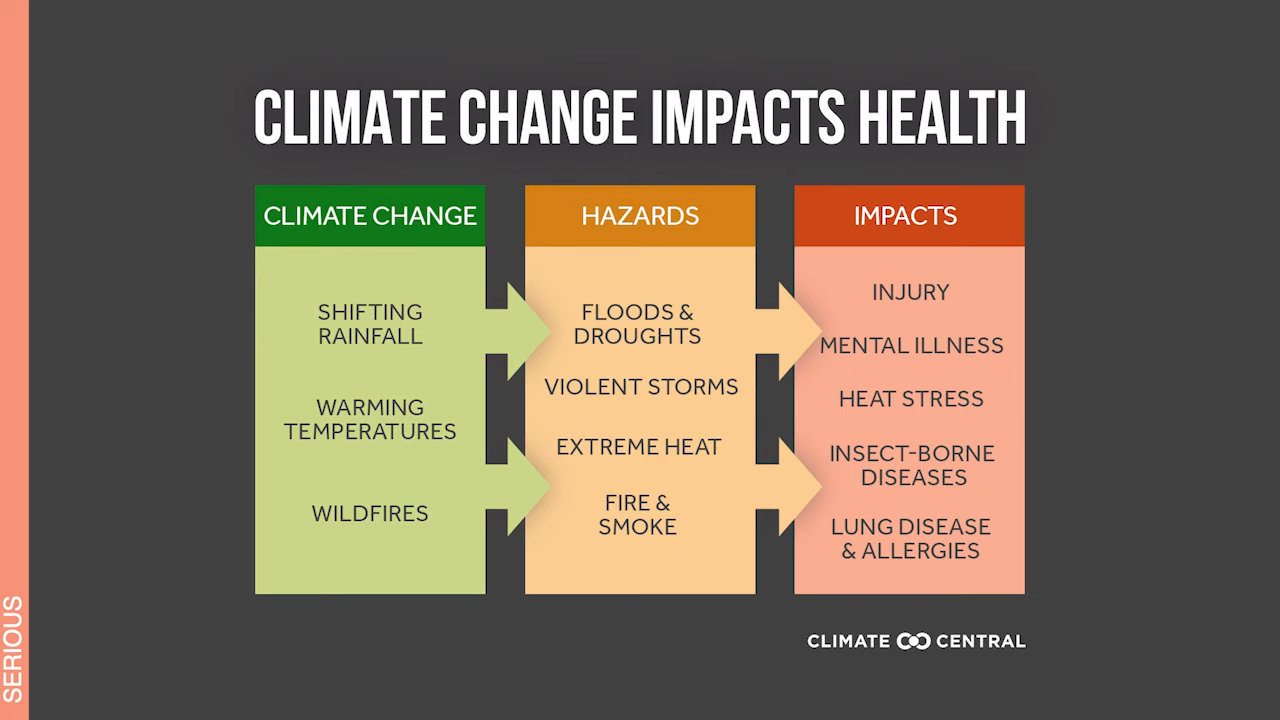 CLIMATE CHANGE IMPACTS HEALTH
CLIMATE CHANGE
SHIFTING
RAINFALL
WARMING
TEMPERATURES
WILDFIRES
HAZARDS
FLOODS &
DROUGHTS
VIOLENT STORMS
EXTREME HEAT
FIRE &
SMOKE
IMPACTS
INJURY
MENTAL ILLNESS
HEAT STRESS
INSECT-BORNE
DISEASES
LUNG DISEASE
& ALLERGIES
CLIMATE CENTRAL
SERIOUS